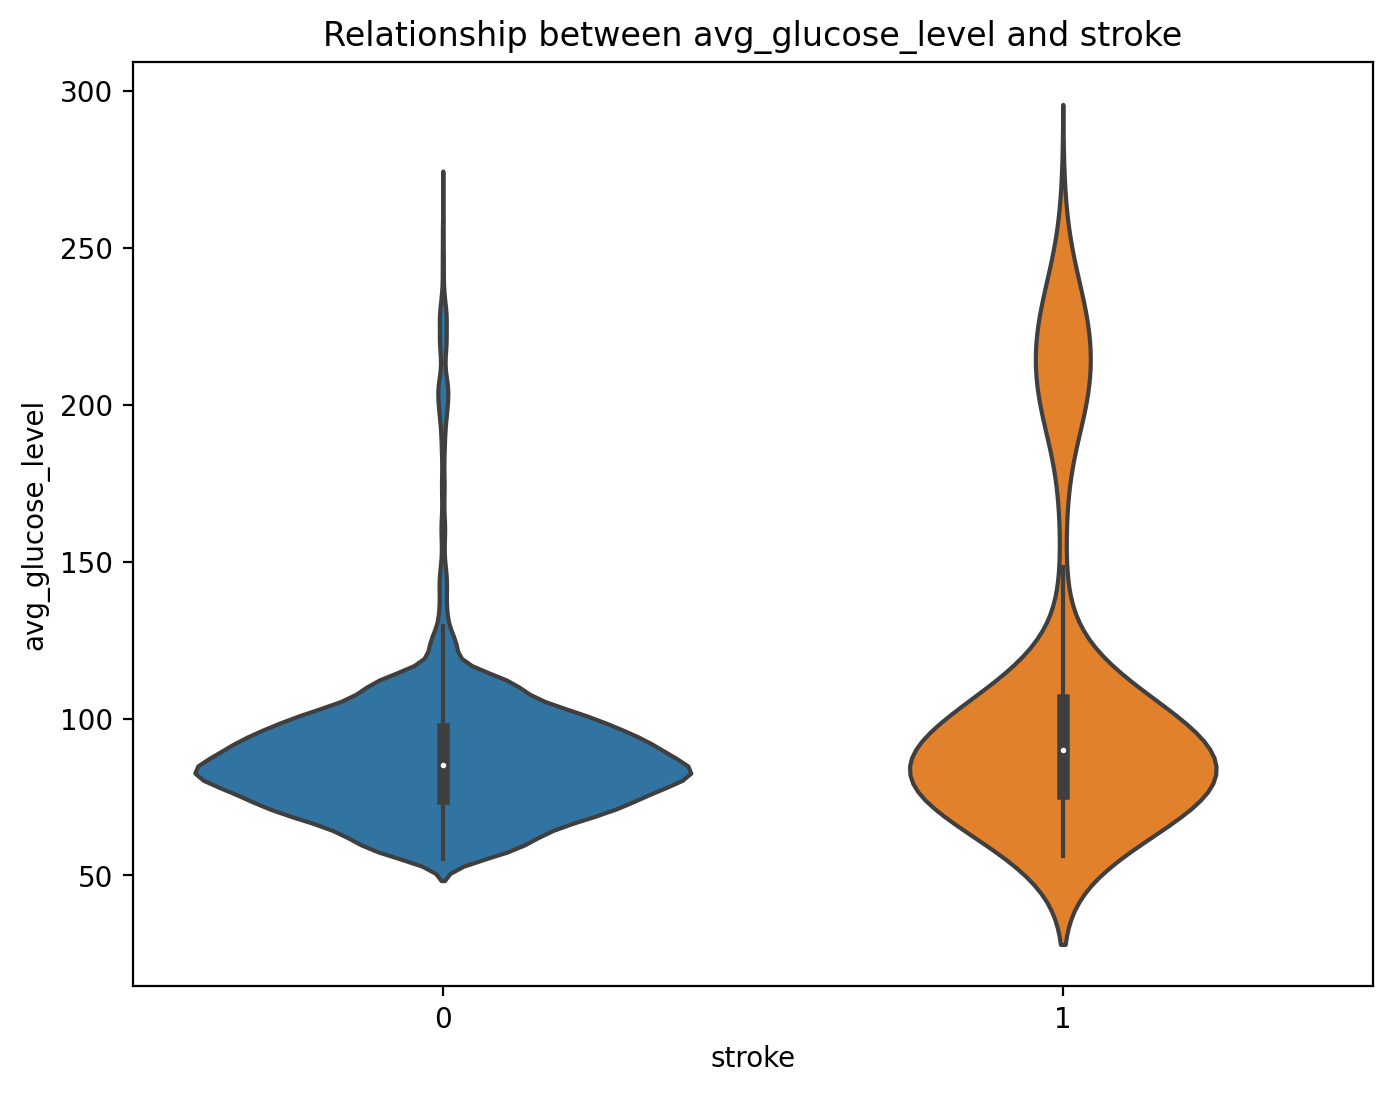 Relationship between avg_glucose_level and stroke
300
250
200
150
100
50
avg_glucose_level
0
1
stroke